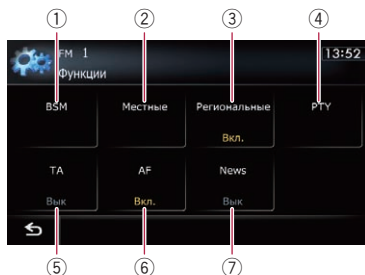 ① ② ③ ④
FM 1 13:52
Функции
BSM Местные Региональные PTY
Вкл.
TA AF News
Вык Вкл. Вык
⑤ ⑥ ⑦